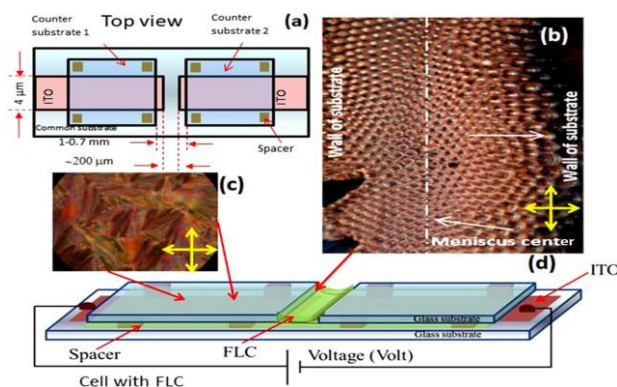 Counter
substrate 1
Top view
Counter
substrate 2
(a)
4 μm
ITO
ITO
Common substrate
1-0.7 mm
Spacer
~200 μm
(b)
Wall of substrate
Wall of substrate
Meniscus center
(c)
(d)
ITO
Glass substrate
Glass substrate
Spacer
FLC
Voltage (Volt)
Cell with FLC